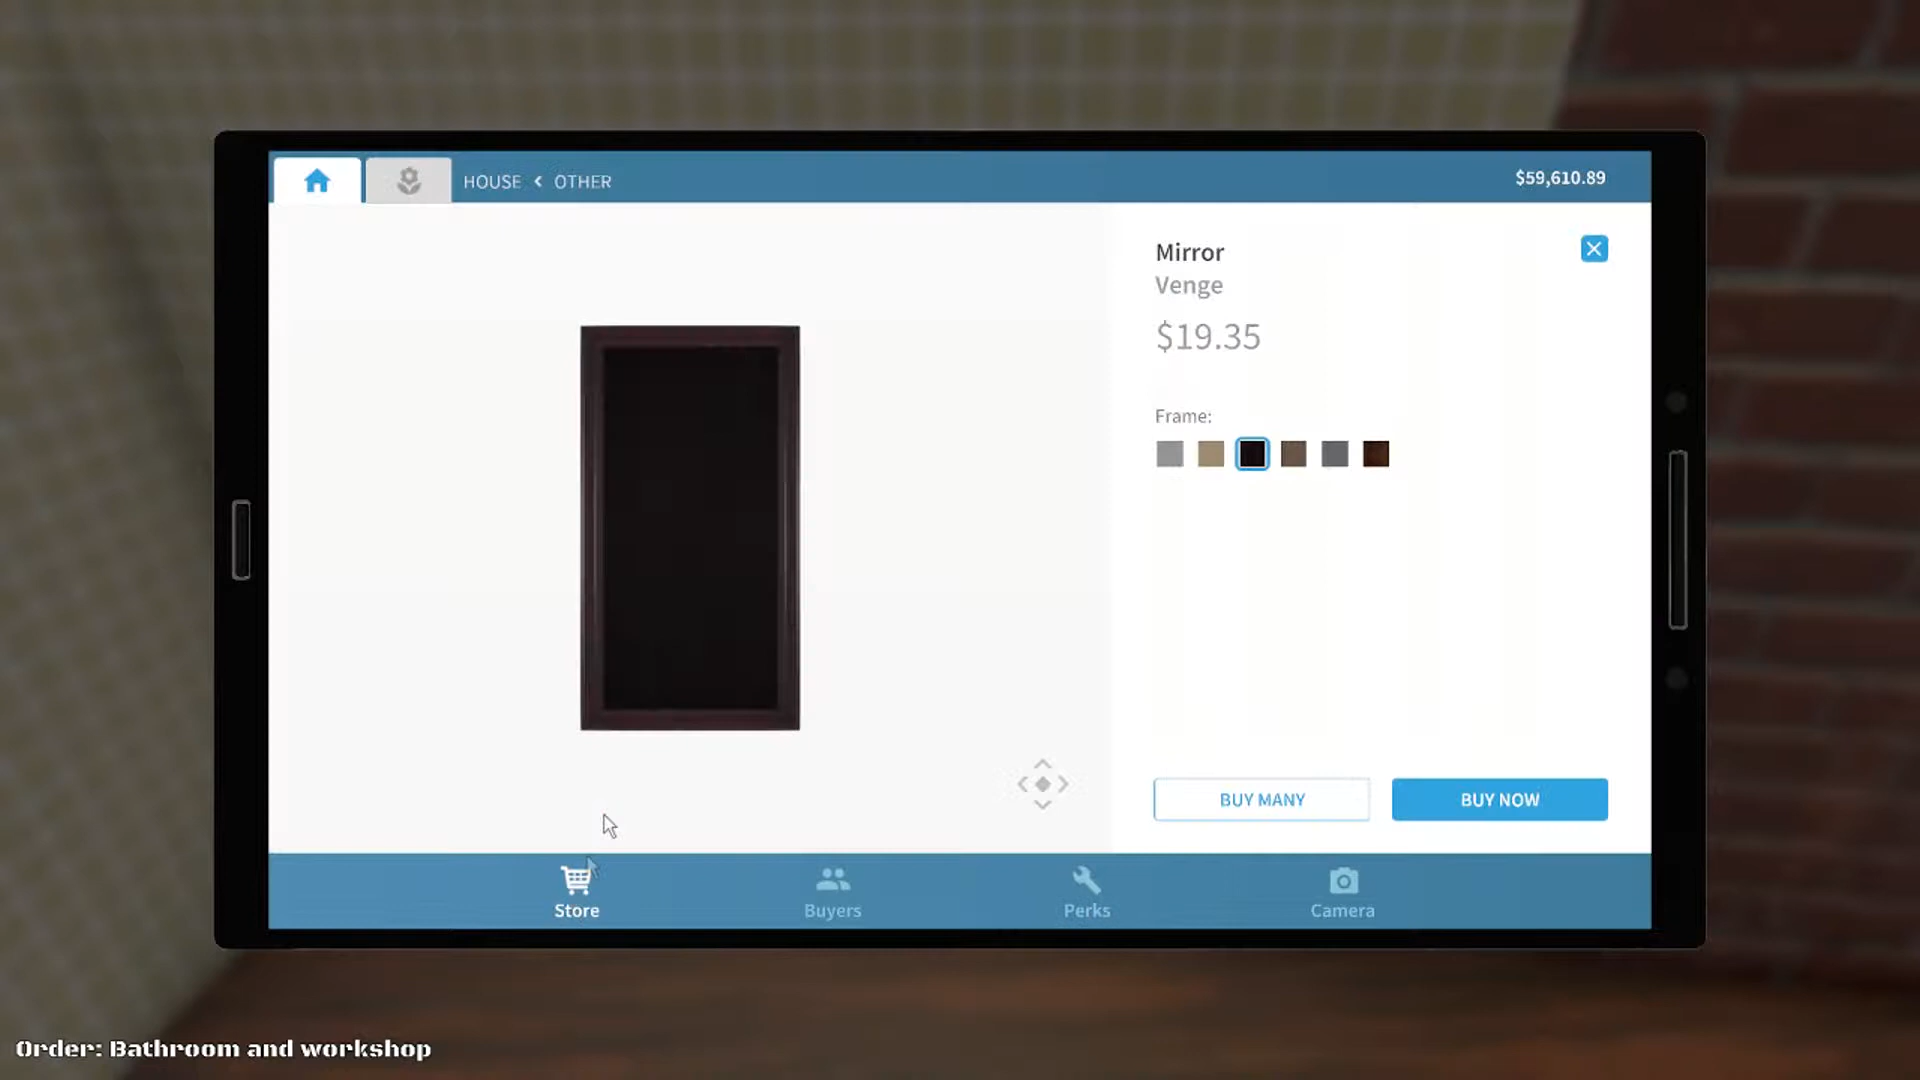 HOUSE < OTHER
$59,610.89
Mirror
Venge
$19.35
Frame:
BUY MANY
BUY NOW
Store
Buyers
Perks
Camera
Order: Bathroom and workshop